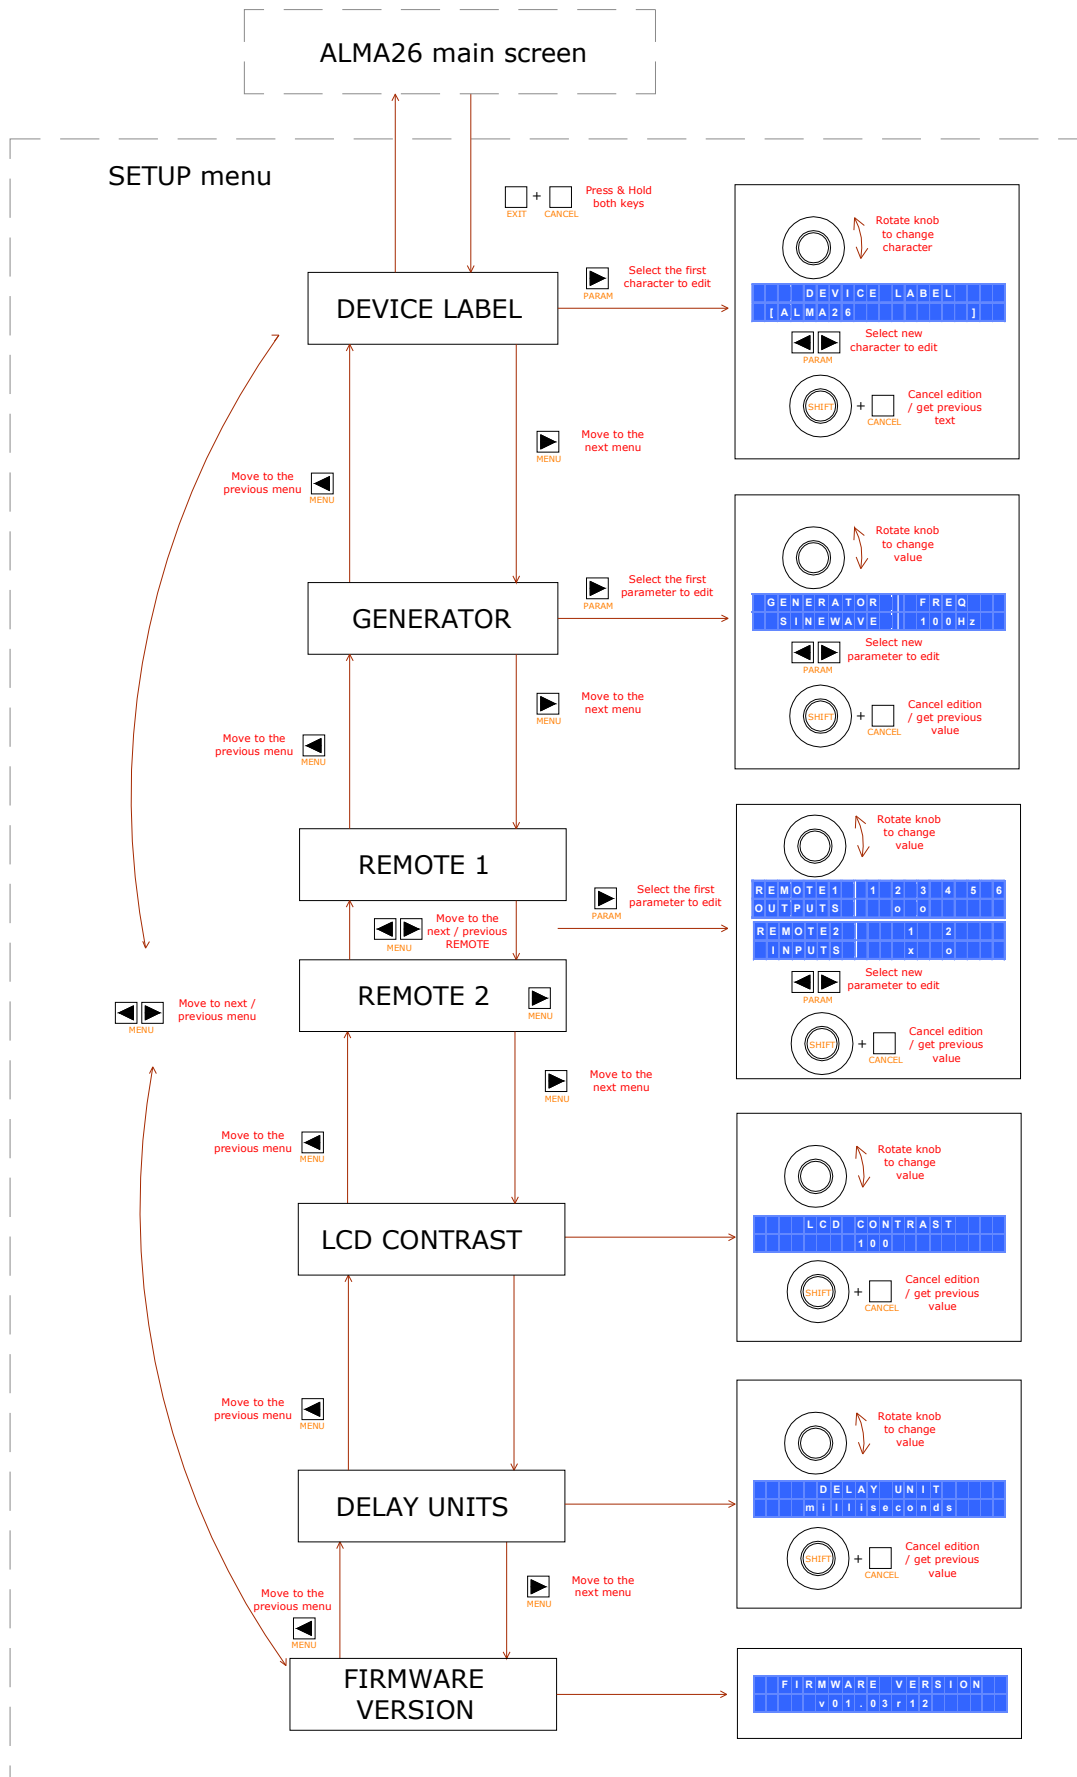 ALMA26 main screen
SETUP menu
+
EXIT
CANCEL
Press & Hold
both keys
DEVICE LABEL
PARAM
Select the first
character to edit
Rotate knob
to change
character
DEVICE LABEL
[ALMA26 ]
PARAM
Select new
character to edit
SHIFT
+
CANCEL
Cancel edition
/ get previous
text
MENU
Move to the
next menu
Move to the
previous menu
MENU
GENERATOR
PARAM
Select the first
parameter to edit
Rotate knob
to change
value
GENERATOR FREQ
SINEWAVE 100Hz
PARAM
Select new
parameter to edit
SHIFT
+
CANCEL
Cancel edition
/ get previous
value
MENU
Move to the
next menu
Move to the
previous menu
MENU
REMOTE 1
MENU
Move to the
next / previous
REMOTE
PARAM
Select the first
parameter to edit
Rotate knob
to change
value
REMOTE1 1 2 3 4 5 6
OUTPUTS o o
REMOTE2 1 2
INPUTS x o
PARAM
Select new
parameter to edit
SHIFT
+
CANCEL
Cancel edition
/ get previous
value
REMOTE 2
MENU
MENU
Move to next /
previous menu
MENU
Move to the
next menu
Move to the
previous menu
MENU
LCD CONTRAST
Rotate knob
to change
value
LCD CONTRAST
100
SHIFT
+
CANCEL
Cancel edition
/ get previous
value
Move to the
previous menu
MENU
DELAY UNITS
Rotate knob
to change
value
DELAY UNIT
milliseconds
SHIFT
+
CANCEL
Cancel edition
/ get previous
value
MENU
Move to the
next menu
Move to the
previous menu
MENU
FIRMWARE
VERSION
FIRMWARE VERSION
v01.03r12